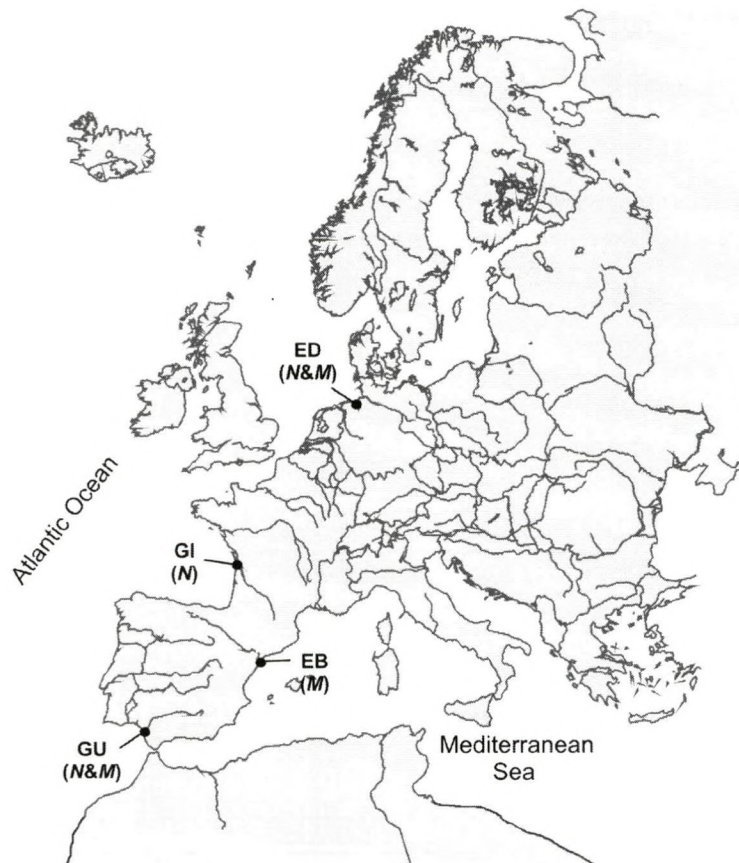 ED
(N&M)
Atlantic Ocean
GI
(N)
EB
(M)
GU
(N&M)
Mediterranean
Sea